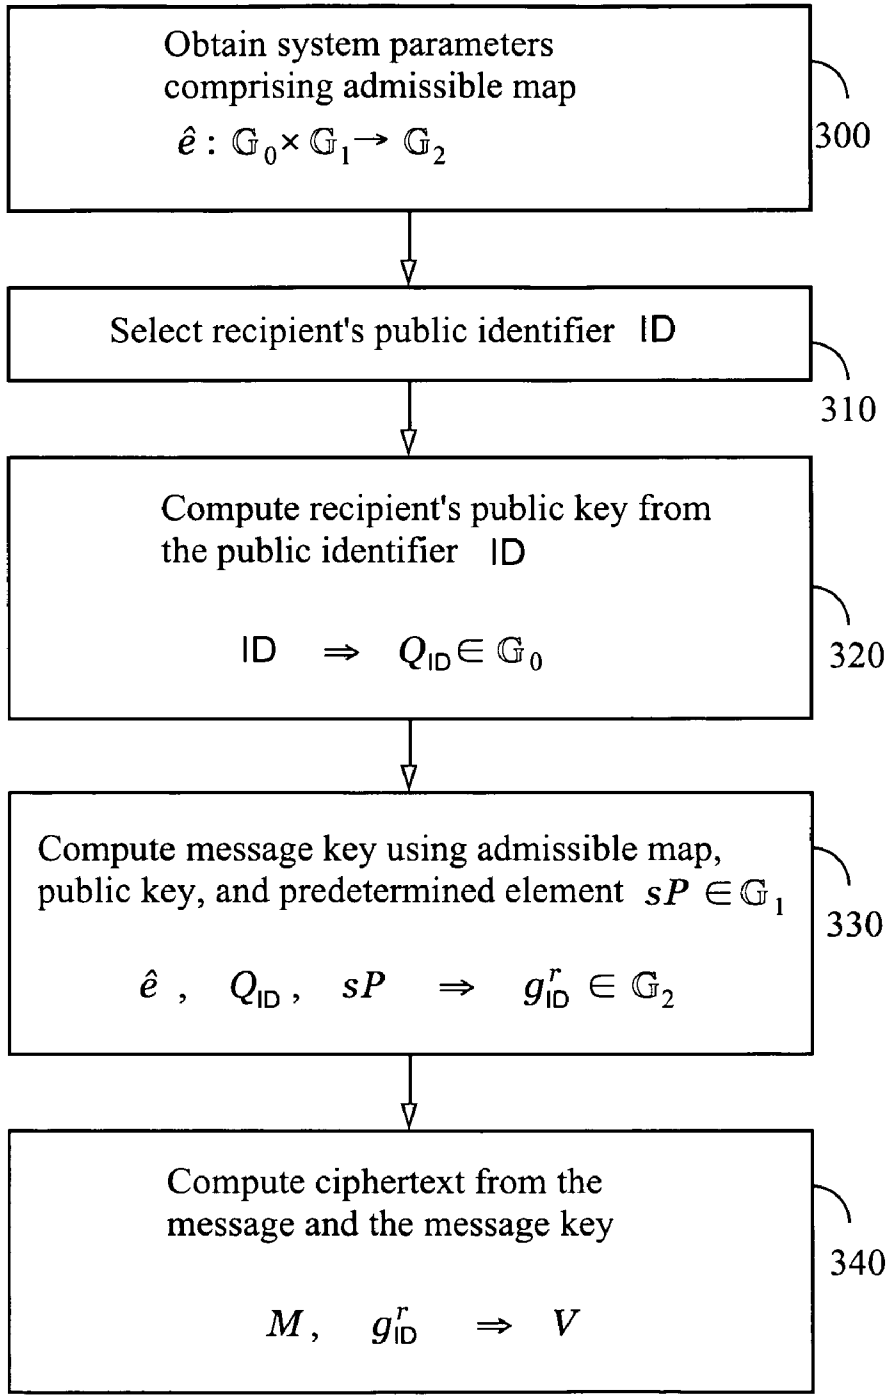 Obtain system parameters
comprising admissible map
ê : 𝔾₀ × 𝔾₁ → 𝔾₂
300
Select recipient's public identifier ID
310
Compute recipient's public key from
the public identifier ID
ID ⇒ Q_ID ∈ 𝔾₀
320
Compute message key using admissible map,
public key, and predetermined element sP ∈ 𝔾₁
ê , Q_ID , sP ⇒ g_ID^r ∈ 𝔾₂
330
Compute ciphertext from the
message and the message key
M , g_ID^r ⇒ V
340